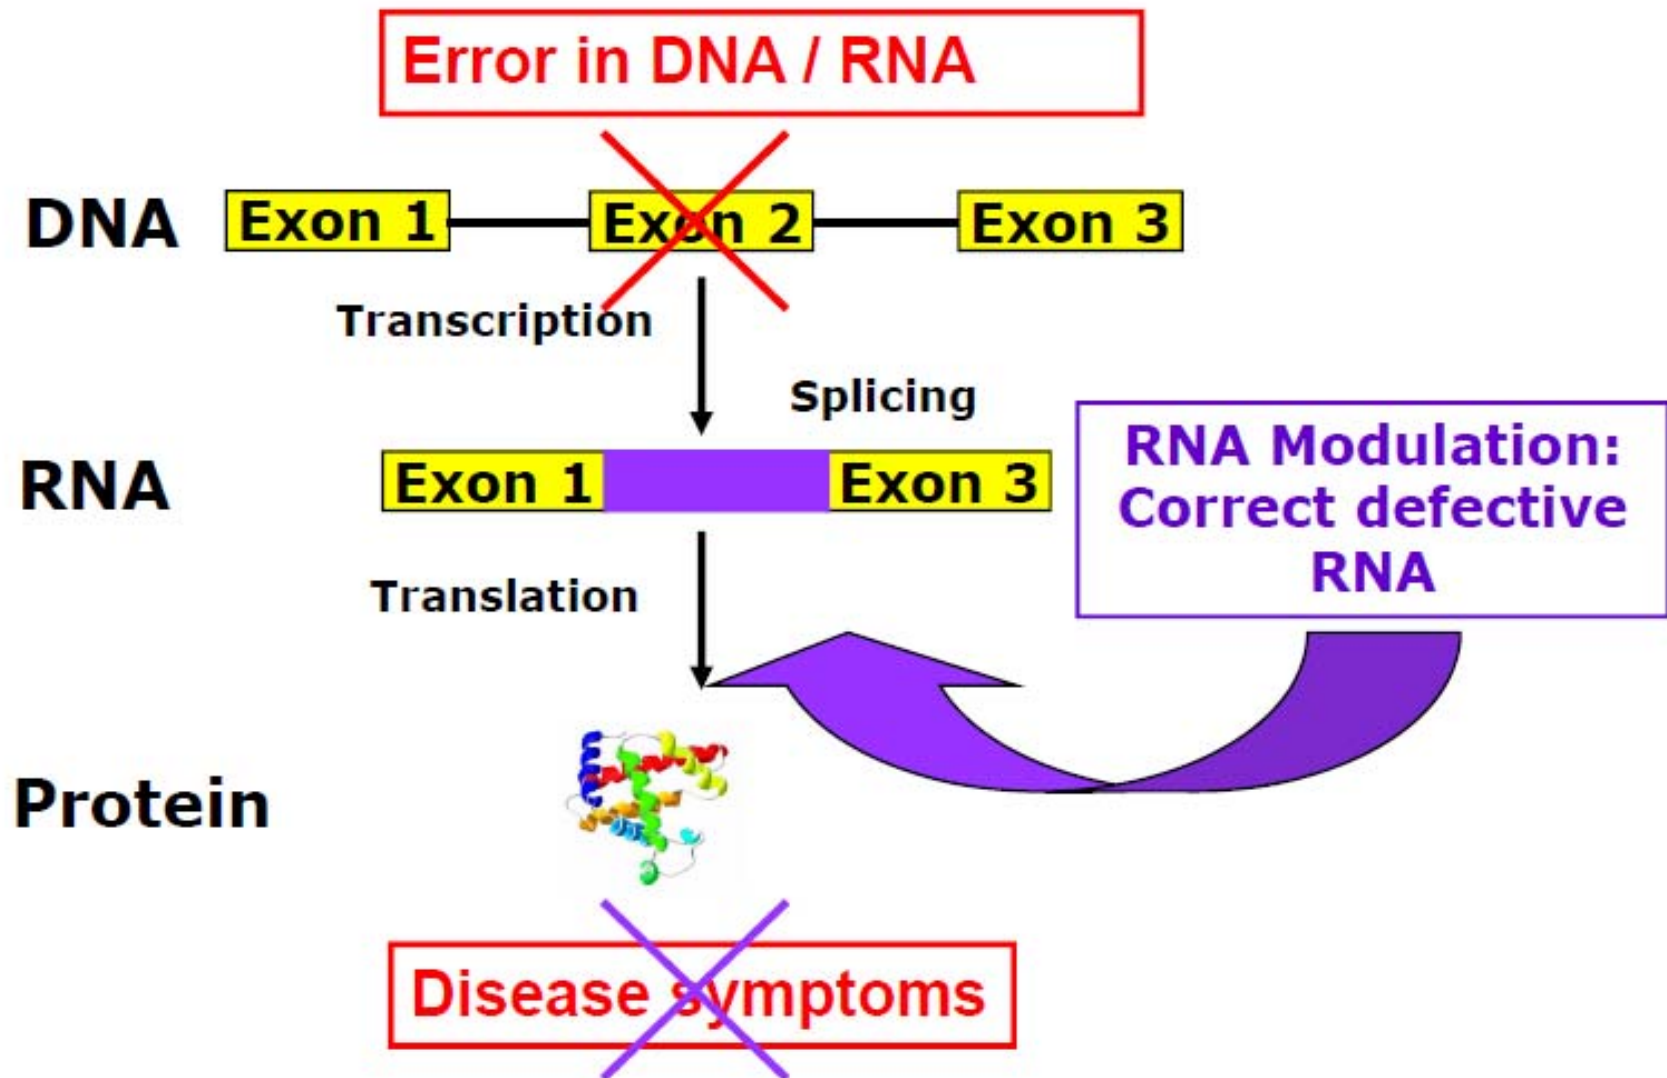 Error in DNA / RNA
DNA
Exon 1
Exon 2
Exon 3
Transcription
Splicing
RNA
Exon 1
Exon 3
RNA Modulation:
Correct defective
RNA
Translation
Protein
Disease symptoms